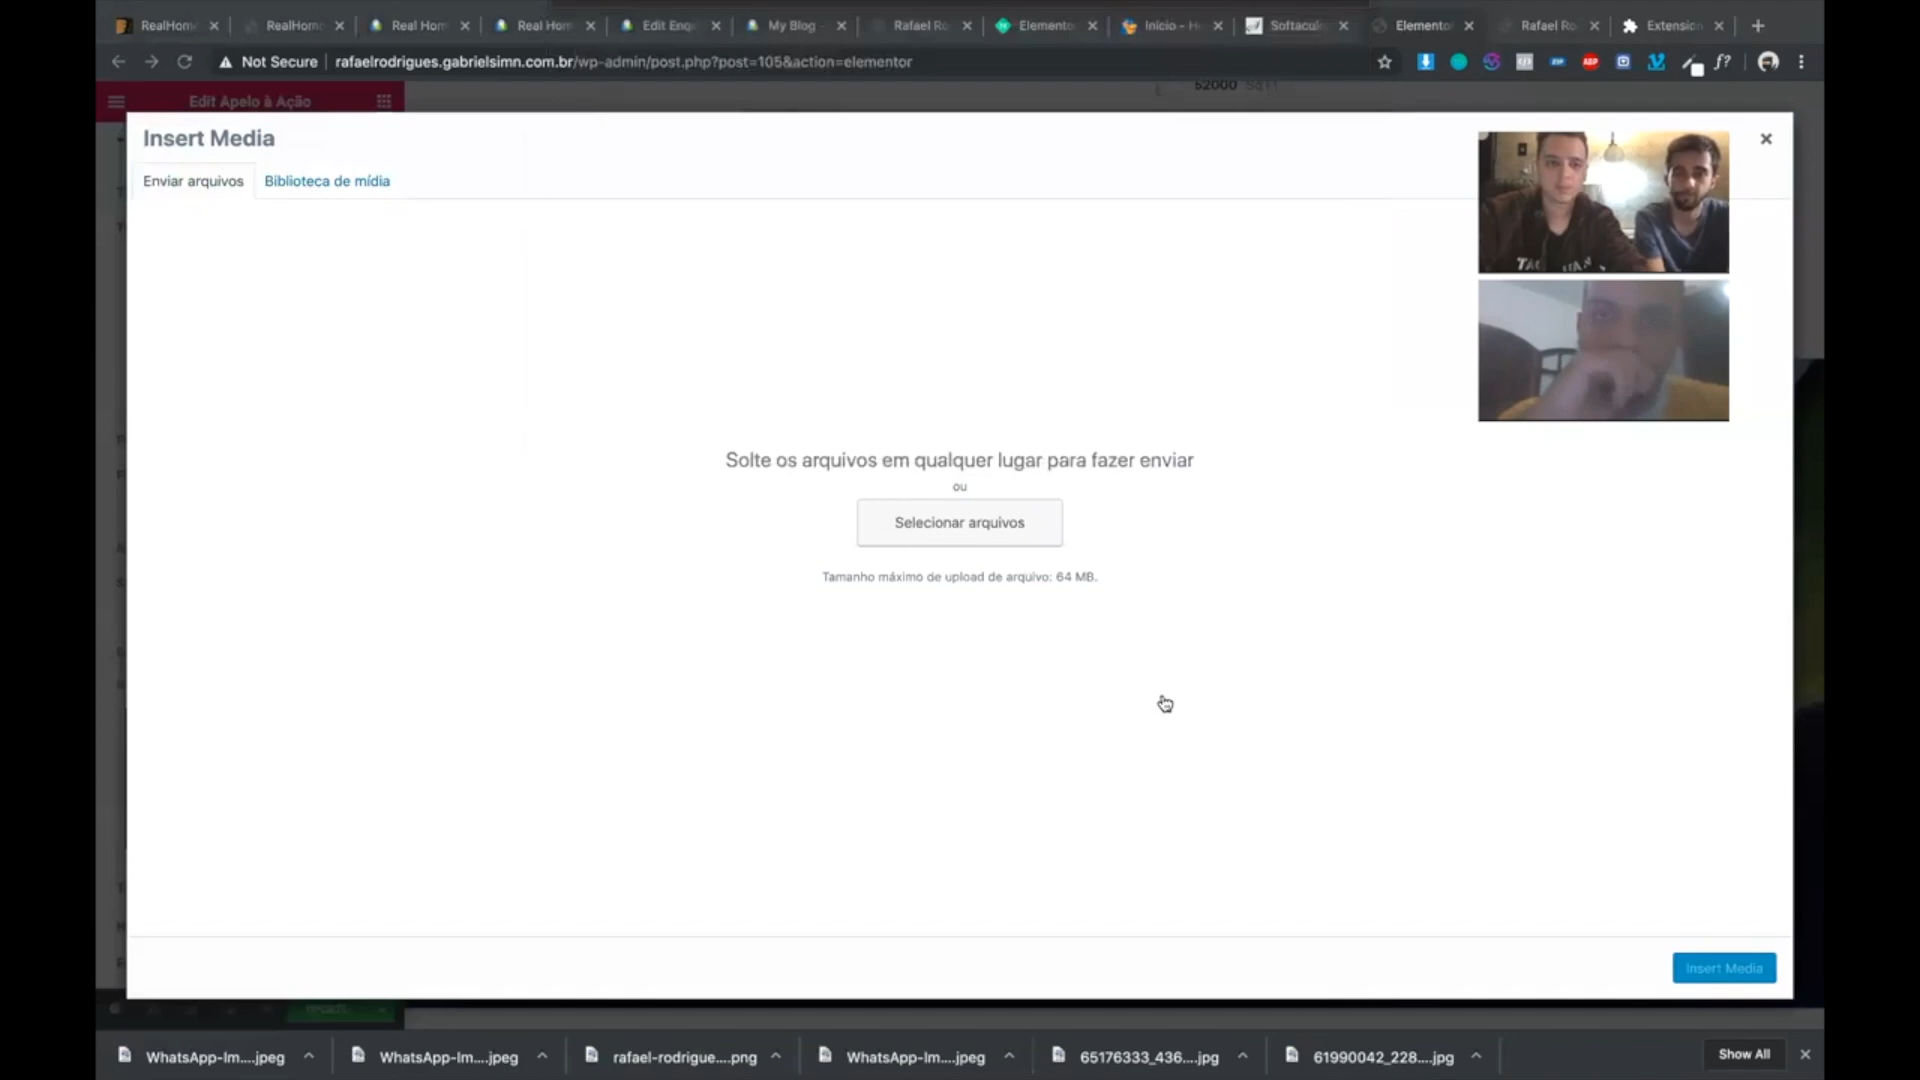 RealHom
RealHomo
Real Hom
Real Hom
Edit Enq
My Blog -
Rafael Ro
Elemento
Início – H
Softacul
Elemento
Rafael Ro
Extension
Not Secure
rafaelrodrigues.gabrielsimn.com.br/wp-admin/post.php?post=105&action=elementor
Edit Apelo à Ação
52000
Insert Media
Enviar arquivos
Biblioteca de mídia
Solte os arquivos em qualquer lugar para fazer enviar
ou
Selecionar arquivos
Tamanho máximo de upload de arquivo: 64 MB.
Insert Media
WhatsApp-Im....jpeg
WhatsApp-Im....jpeg
rafael-rodrigue....png
WhatsApp-Im....jpeg
65176333_436....jpg
61990042_228....jpg
Show All